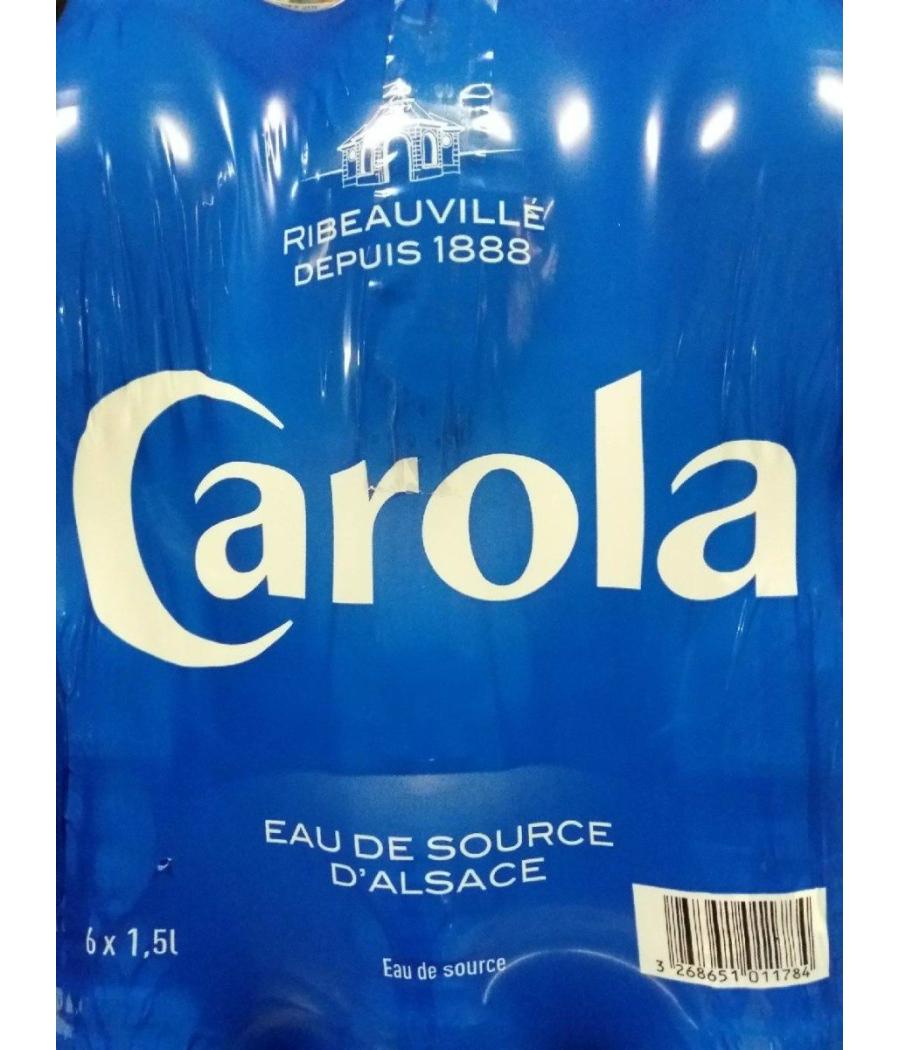 RIBEAUVILLÉ
DEPUIS 1888
Carola
EAU DE SOURCE
D'ALSACE
6 x 1,5l
Eau de source
3 268651 011784